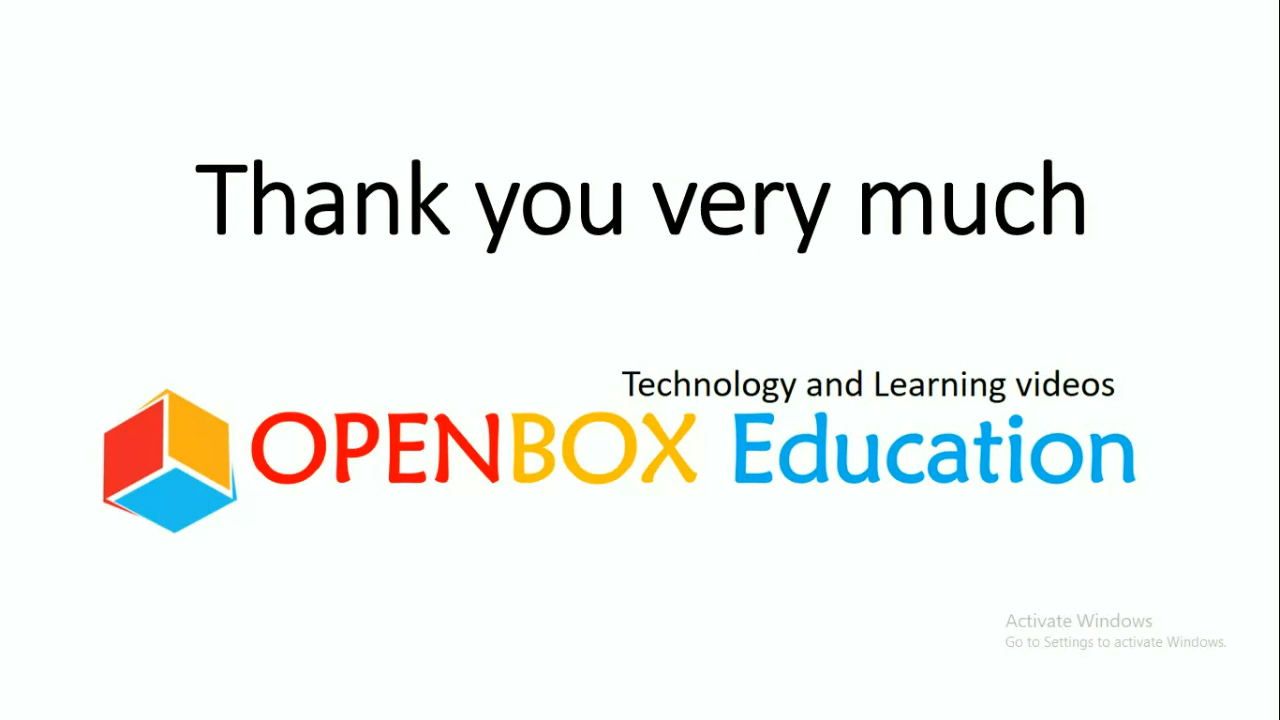 Thank you very much
Technology and Learning videos
OPENBOX Education
Activate Windows
Go to Settings to activate Windows.